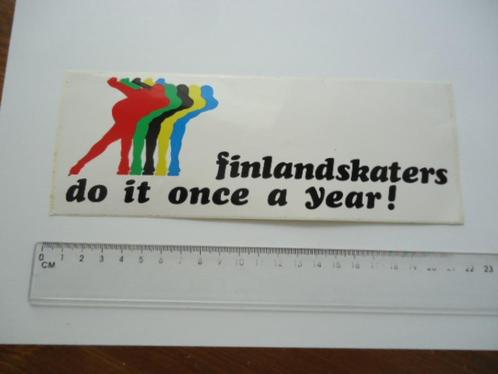 finlandskaters
do it once a year!
0 1 2 3 4 5 6 7 8 9 10 11 12 13 14 15 16 17 18 19 20 21 22 23
CM